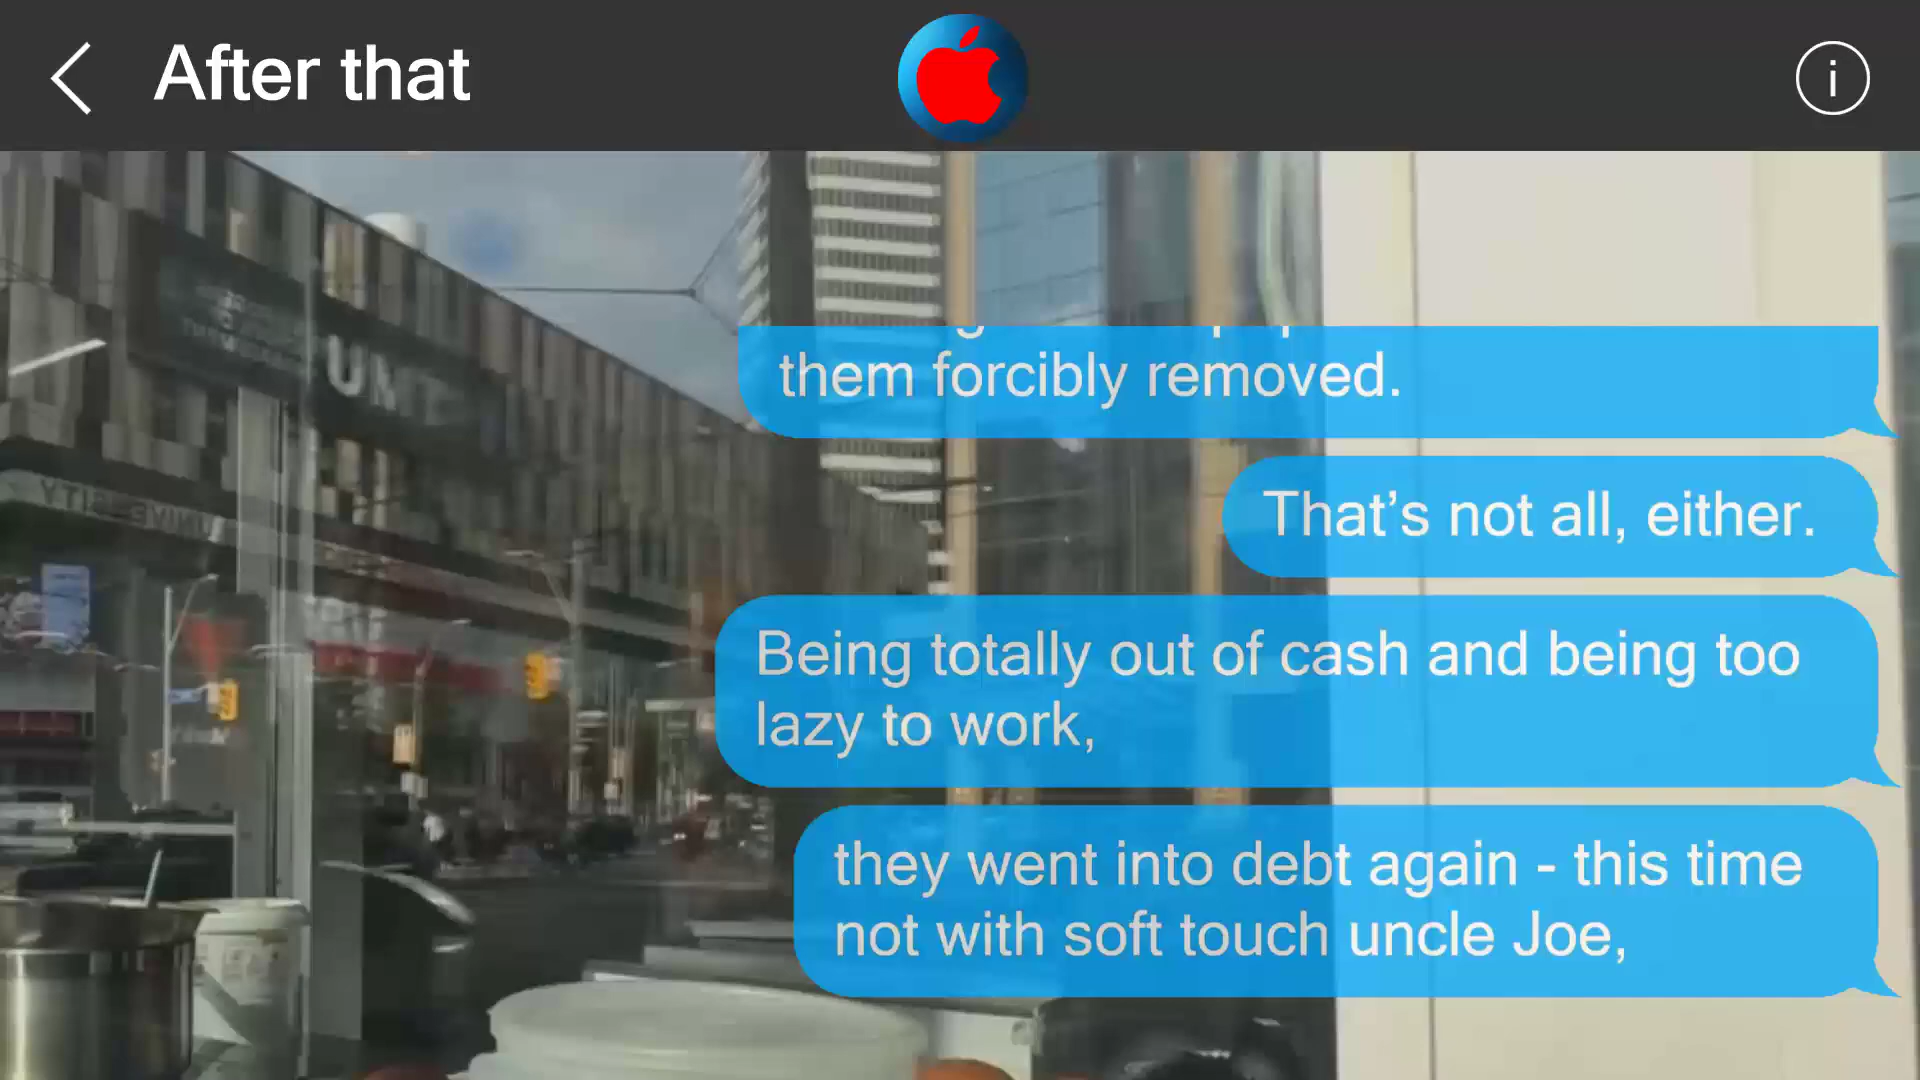 After that
i
them forcibly removed.
That’s not all, either.
Being totally out of cash and being too
lazy to work,
they went into debt again - this time
not with soft touch uncle Joe,